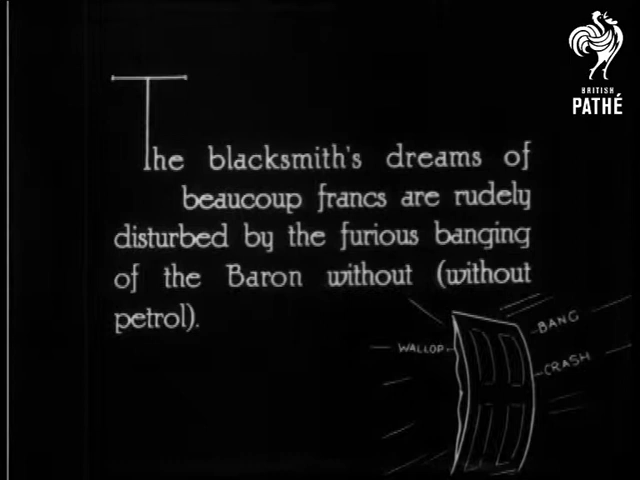 BRITISH
PATHÉ
The blacksmith's dreams of
beaucoup francs are rudely
disturbed by the furious banging
of the Baron without (without
petrol).
BANG
WALLOP
CRASH